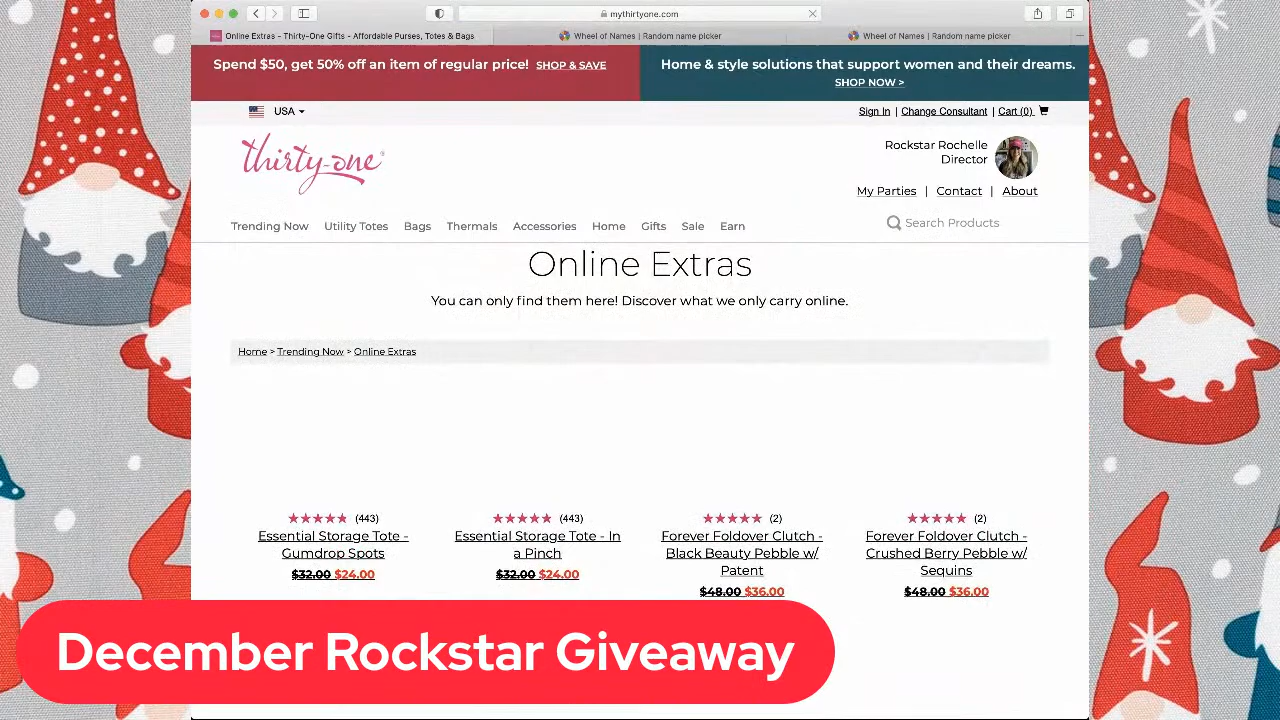 mythirtyone.com
Online Extras – Thirty-One Gifts – Affordable Purses, Totes & Bags
Wheel of Names | Random name picker
Wheel of Names | Random name picker
Spend $50, get 50% off an item of regular price! SHOP & SAVE
Home & style solutions that support women and their dreams.
SHOP NOW >
USA
Sign In | Change Consultant | Cart (0)
thirty-one
Rockstar Rochelle
Director
My Parties | Contact About
Trending Now Utility Totes Bags Thermals Accessories Home Gifts Sale Earn
Search Products
Online Extras
You can only find them here! Discover what we only carry online.
Home > Trending Now > Online Extras
(443) (443) (2) (2)
Essential Storage Tote -
Gumdrop Spots
$32.00 $24.00
Essential Storage Tote - In
a Pinch
$32.00 $24.00
Forever Foldover Clutch -
Black Beauty Pebble w/
Patent
$48.00 $36.00
Forever Foldover Clutch -
Crushed Berry Pebble w/
Sequins
$48.00 $36.00
December Rockstar Giveaway